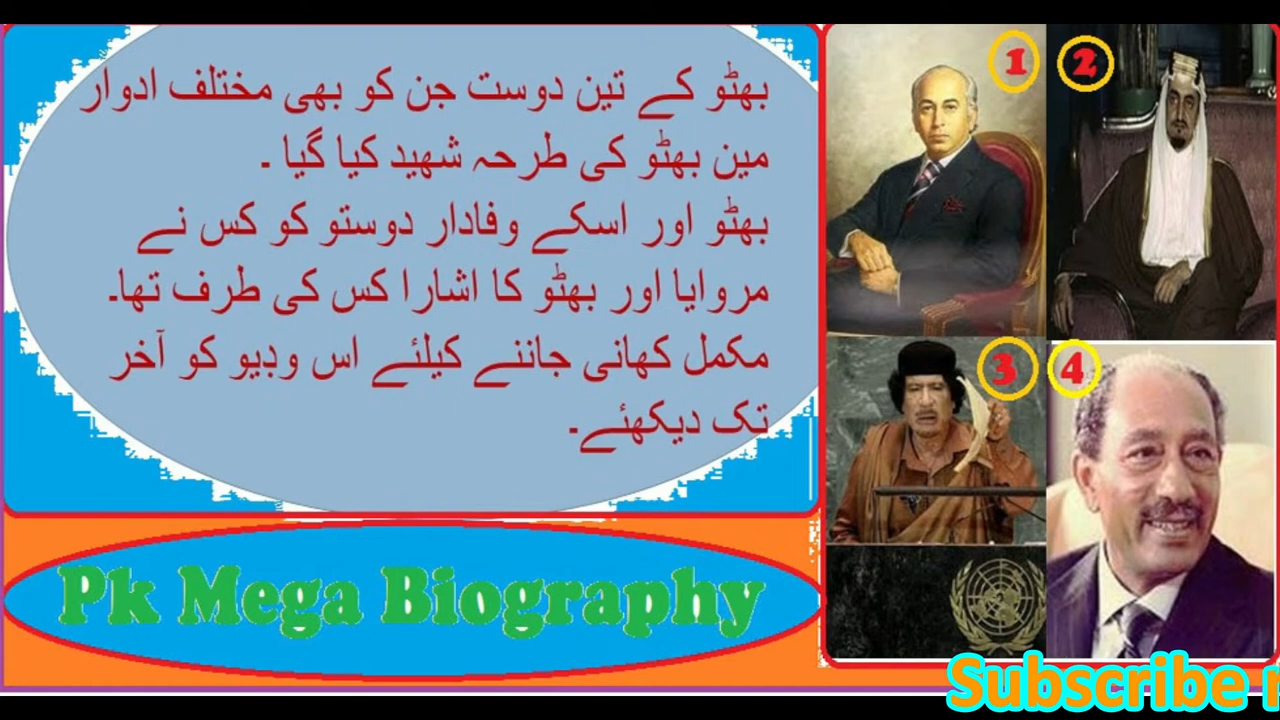 بھٹو کے تین دوست جن کو بھی مختلف ادوار
مین بھٹو کی طرحہ شھید کیا گیا ۔
بھٹو اور اسکے وفادار دوستو کو کس نے
مروایا اور بھٹو کا اشارا کس کی طرف تھا۔
مکمل کھانی جاننے کیلئے اس وڊیو کو آخر
تک دیکھئے۔
1
2
3
4
Pk Mega Biography
Subscribe